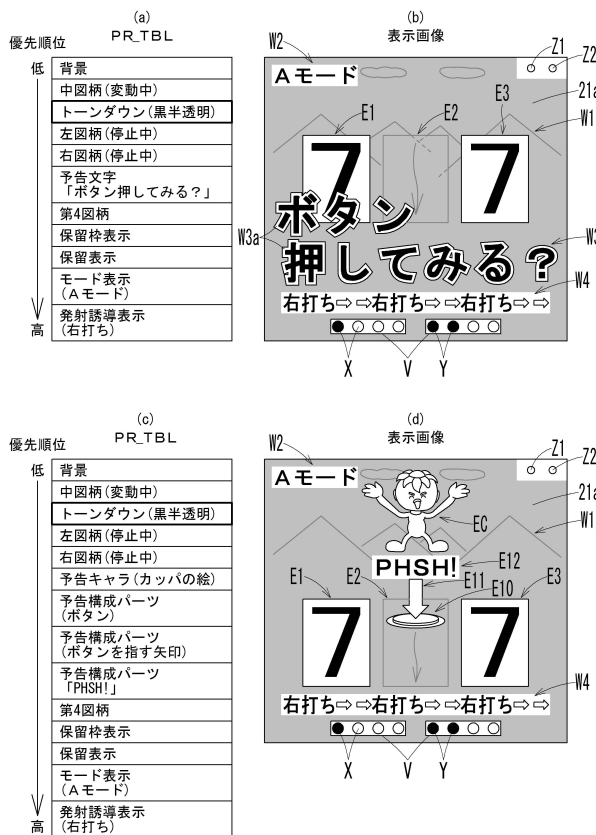 (a)
優先順位
PR_TBL
低
背景
中図柄(変動中)
トーンダウン(黒半透明)
左図柄(停止中)
右図柄(停止中)
予告文字
「ボタン押してみる？」
第4図柄
保留枠表示
保留表示
モード表示
(Aモード)
発射誘導表示
(右打ち)
高
(b)
表示画像
W2
Z1
Z2
Aモード
21a
E1
E2
E3
W1
7
7
ボタン
押してみる？
W3a
W3
W4
右打ち⇨ ⇨右打ち⇨ ⇨右打ち⇨ ⇨
X
V
Y
(c)
優先順位
PR_TBL
低
背景
中図柄(変動中)
トーンダウン(黒半透明)
左図柄(停止中)
右図柄(停止中)
予告キャラ(カッパの絵)
予告構成パーツ
(ボタン)
予告構成パーツ
(ボタンを指す矢印)
予告構成パーツ
「PHSH!」
第4図柄
保留枠表示
保留表示
モード表示
(Aモード)
発射誘導表示
(右打ち)
高
(d)
表示画像
W2
Z1
Z2
Aモード
21a
EC
W1
PHSH!
E12
E1
E2
E11
E10
E3
7
7
W4
右打ち⇨ ⇨右打ち⇨ ⇨右打ち⇨ ⇨
X
V
Y